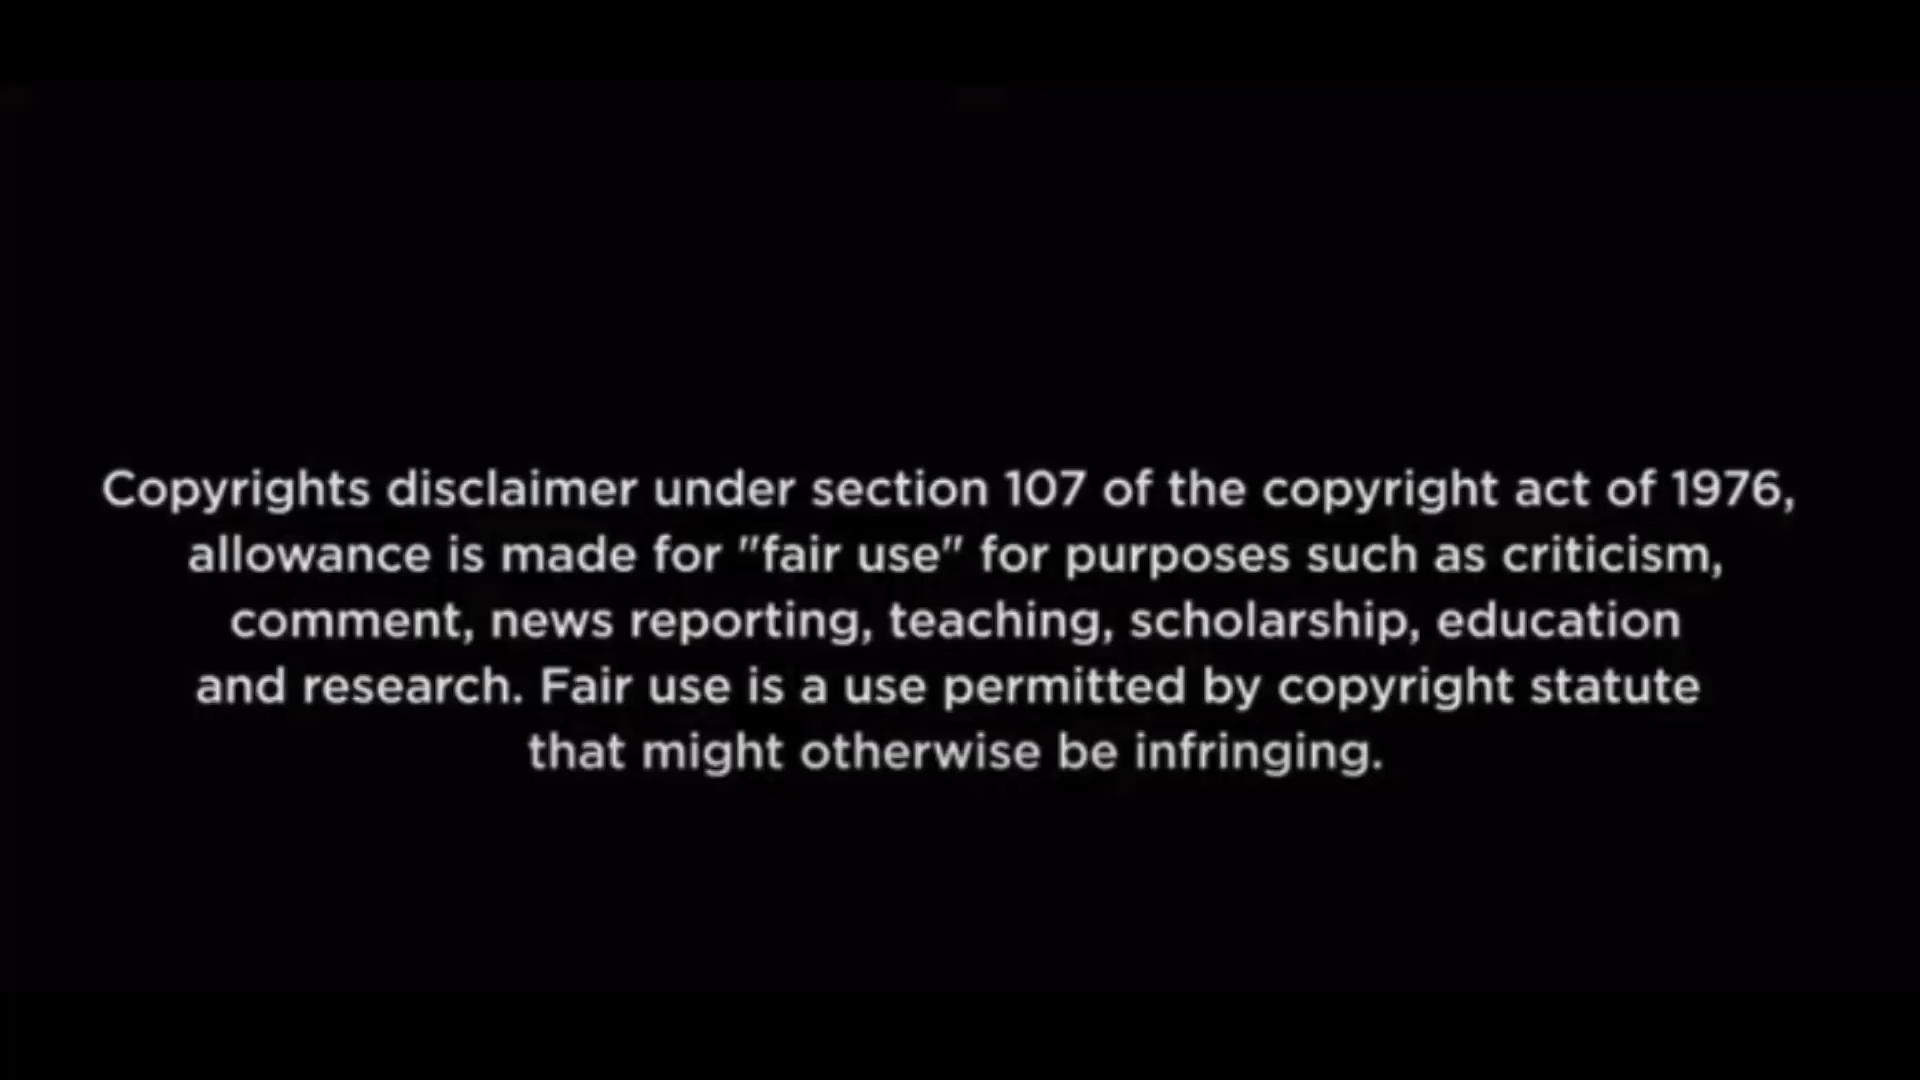 Copyrights disclaimer under section 107 of the copyright act of 1976,
allowance is made for "fair use" for purposes such as criticism,
comment, news reporting, teaching, scholarship, education
and research. Fair use is a use permitted by copyright statute
that might otherwise be infringing.